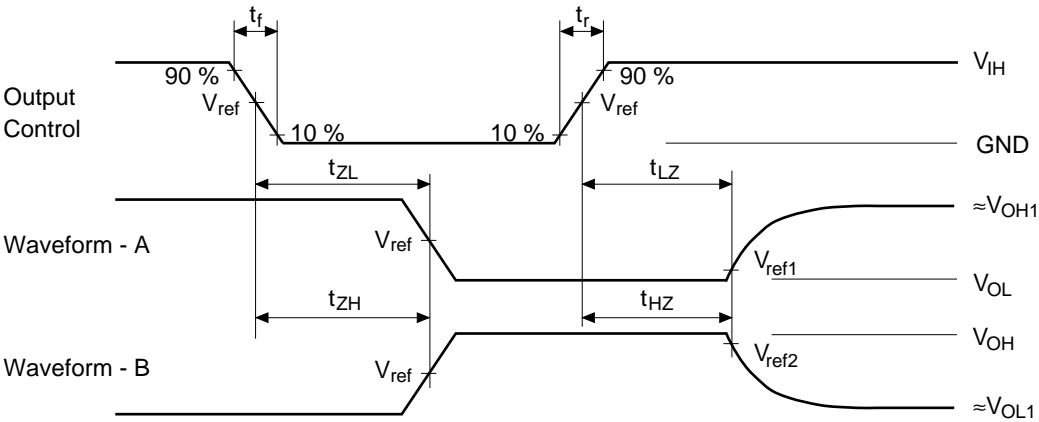 tf
tr
90 %
90 %
VIH
Output
Control
Vref
Vref
10 %
10 %
GND
tZL
tLZ
≈VOH1
Waveform - A
Vref
Vref1
VOL
tZH
tHZ
VOH
Waveform - B
Vref
Vref2
≈VOL1